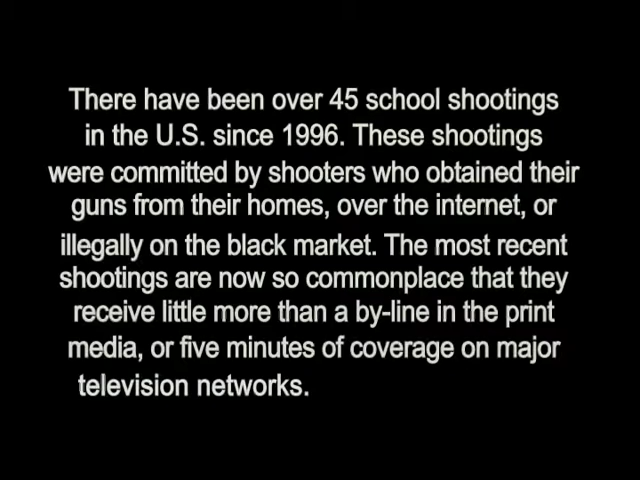 There have been over 45 school shootings
in the U.S. since 1996. These shootings
were committed by shooters who obtained their
guns from their homes, over the internet, or
illegally on the black market. The most recent
shootings are now so commonplace that they
receive little more than a by-line in the print
media, or five minutes of coverage on major
television networks.